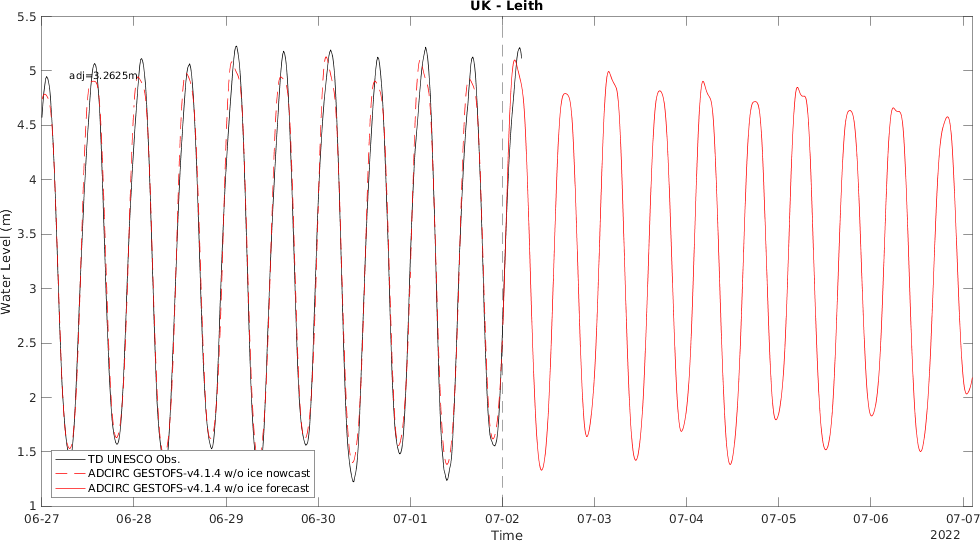 UK - Leith
5.5
5
4.5
4
3.5
3
2.5
2
1.5
1
Water Level (m)
adj=3.2625m
TD UNESCO Obs.
ADCIRC GESTOFS-v4.1.4 w/o ice nowcast
ADCIRC GESTOFS-v4.1.4 w/o ice forecast
06-27 06-28 06-29 06-30 07-01 07-02 07-03 07-04 07-05 07-06 07-07
Time
2022